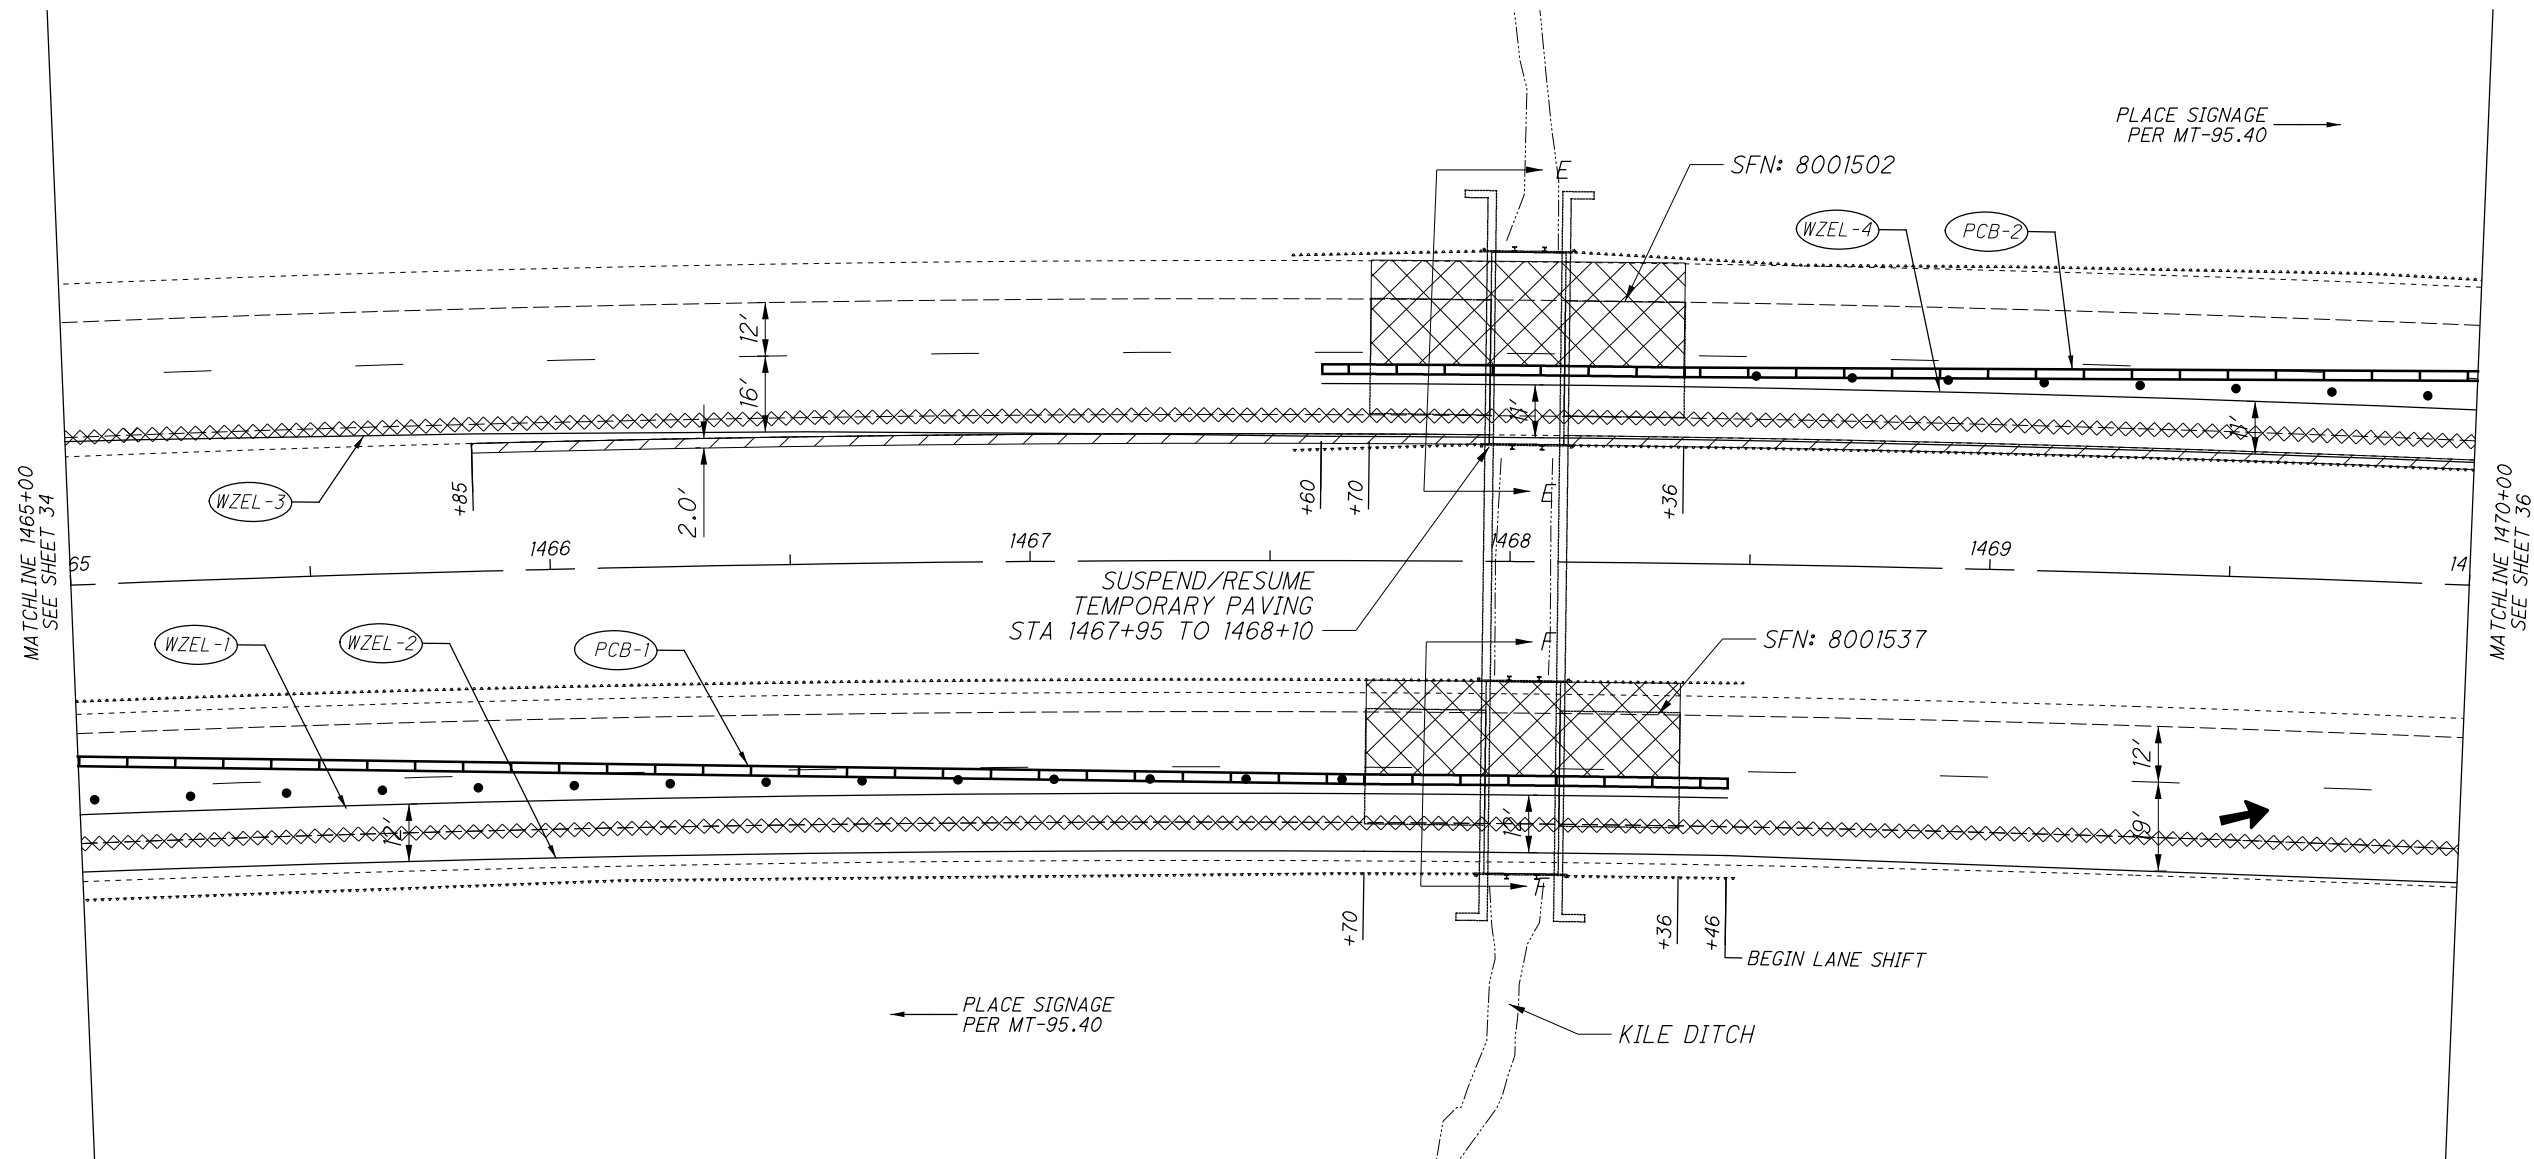 PLACE SIGNAGE
PER MT-95.40
E
SFN: 8001502
WZEL-4
PCB-2
12'
16'
11'
11'
WZEL-3
+85
2.0'
+60
+70
E
+36
MATCHLINE 1465+00
SEE SHEET 34
MATCHLINE 1470+00
SEE SHEET 36
65
1466
1467
1468
1469
14
SUSPEND/RESUME
TEMPORARY PAVING
STA 1467+95 TO 1468+10
WZEL-1
WZEL-2
PCB-1
F
SFN: 8001537
12'
12'
12'
19'
F
+70
+36
+46
BEGIN LANE SHIFT
PLACE SIGNAGE
PER MT-95.40
KILE DITCH